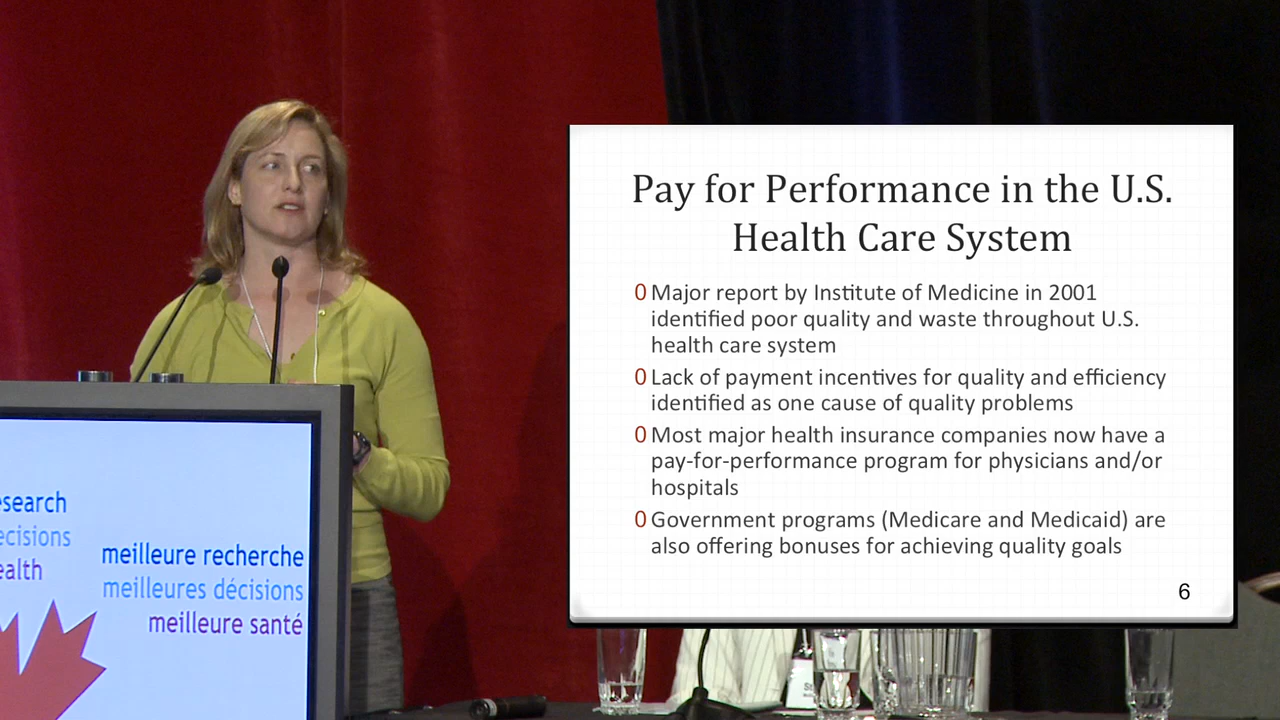 Pay for Performance in the U.S.
Health Care System
0 Major report by Institute of Medicine in 2001
identified poor quality and waste throughout U.S.
health care system
0 Lack of payment incentives for quality and efficiency
identified as one cause of quality problems
0 Most major health insurance companies now have a
pay-for-performance program for physicians and/or
hospitals
0 Government programs (Medicare and Medicaid) are
also offering bonuses for achieving quality goals
6
esearch
ecisions
ealth
meilleure recherche
meilleures décisions
meilleure santé